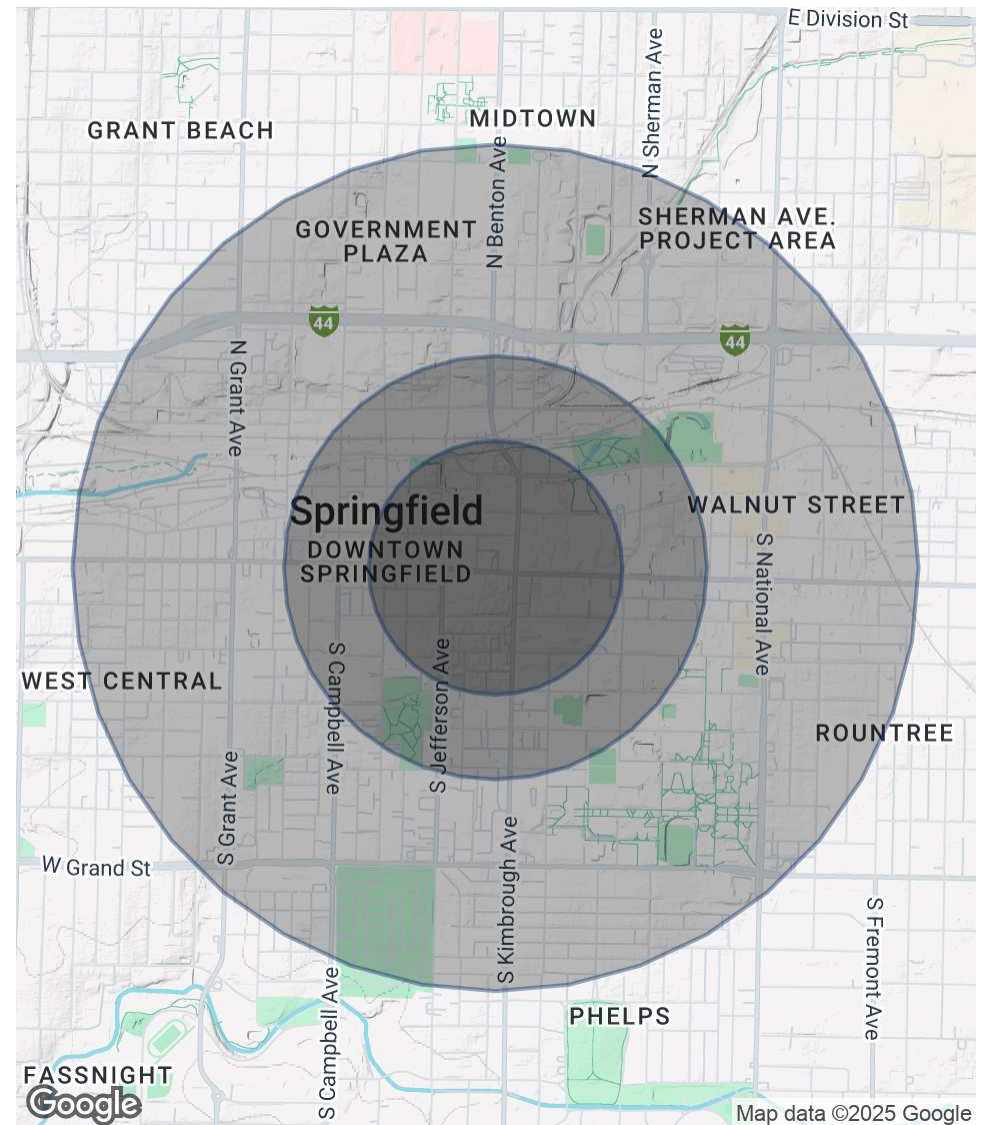 E Division St
N Sherman Ave
MIDTOWN
GRANT BEACH
N Benton Ave
SHERMAN AVE.
PROJECT AREA
GOVERNMENT
PLAZA
44
44
N Grant Ave
Springfield
WALNUT STREET
DOWNTOWN
SPRINGFIELD
S National Ave
S Campbell Ave
S Jefferson Ave
WEST CENTRAL
ROUNTREE
S Grant Ave
S Kimbrough Ave
W Grand St
S Fremont Ave
S Campbell Ave
PHELPS
FASSNIGHT
Google
Map data ©2025 Google